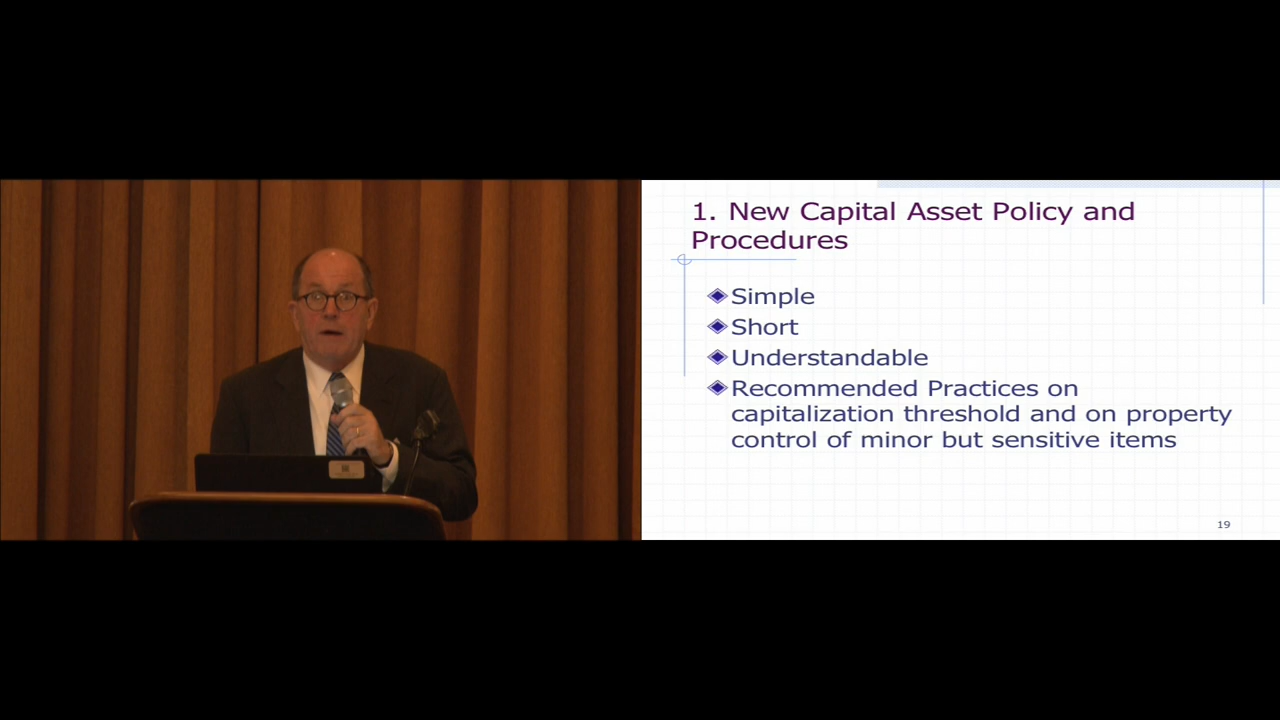 1. New Capital Asset Policy and
Procedures
Simple
Short
Understandable
Recommended Practices on
capitalization threshold and on property
control of minor but sensitive items
19